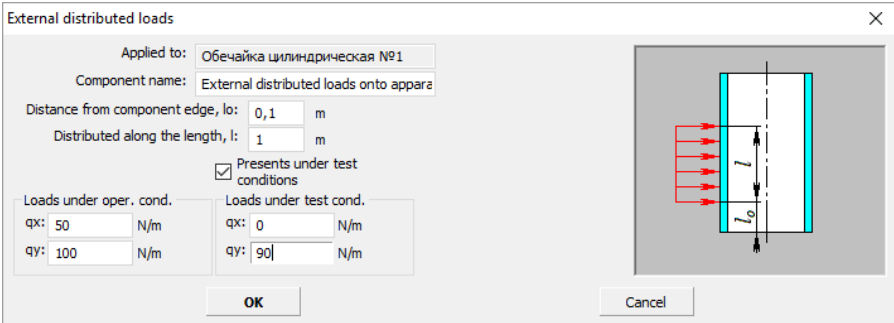 External distributed loads
Applied to: Обечайка цилиндрическая №1
Component name: External distributed loads onto appara
Distance from component edge, lo: 0,1 m
Distributed along the length, l: 1 m
Presents under test
conditions
Loads under oper. cond.
qx: 50 N/m
qy: 100 N/m
Loads under test cond.
qx: 0 N/m
qy: 90 N/m
l
lo
OK
Cancel